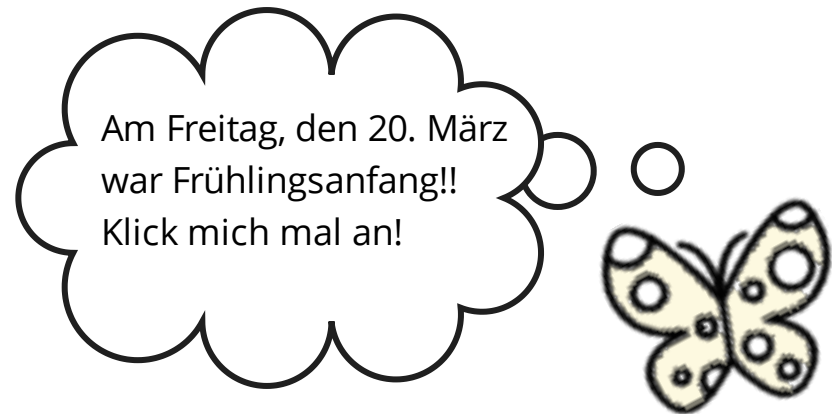 Am Freitag, den 20. März
war Frühlingsanfang!!
Klick mich mal an!